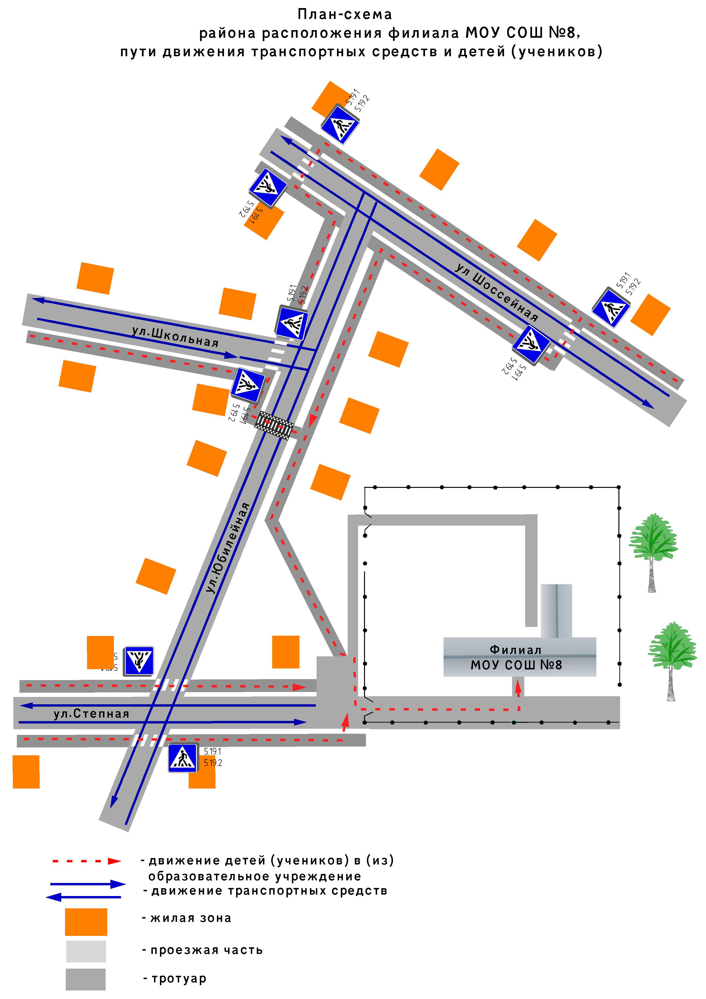 План-схема
района расположения филиала МОУ СОШ №8,
пути движения транспортных средств и детей (учеников)
5.19.1
5.19.2
5.19.1
5.19.2
5.19.1
5.19.2
5.19.1
5.19.2
ул Шоссейная
5.19.1
5.19.2
ул.Школьная
5.19.1
5.19.2
ул.Юбилейная
Филиал
МОУ СОШ №8
ул.Степная
5.19.1
5.19.2
- движение детей (учеников) в (из)
образовательное учреждение
- движение транспортных средств
- жилая зона
- проезжая часть
- тротуар